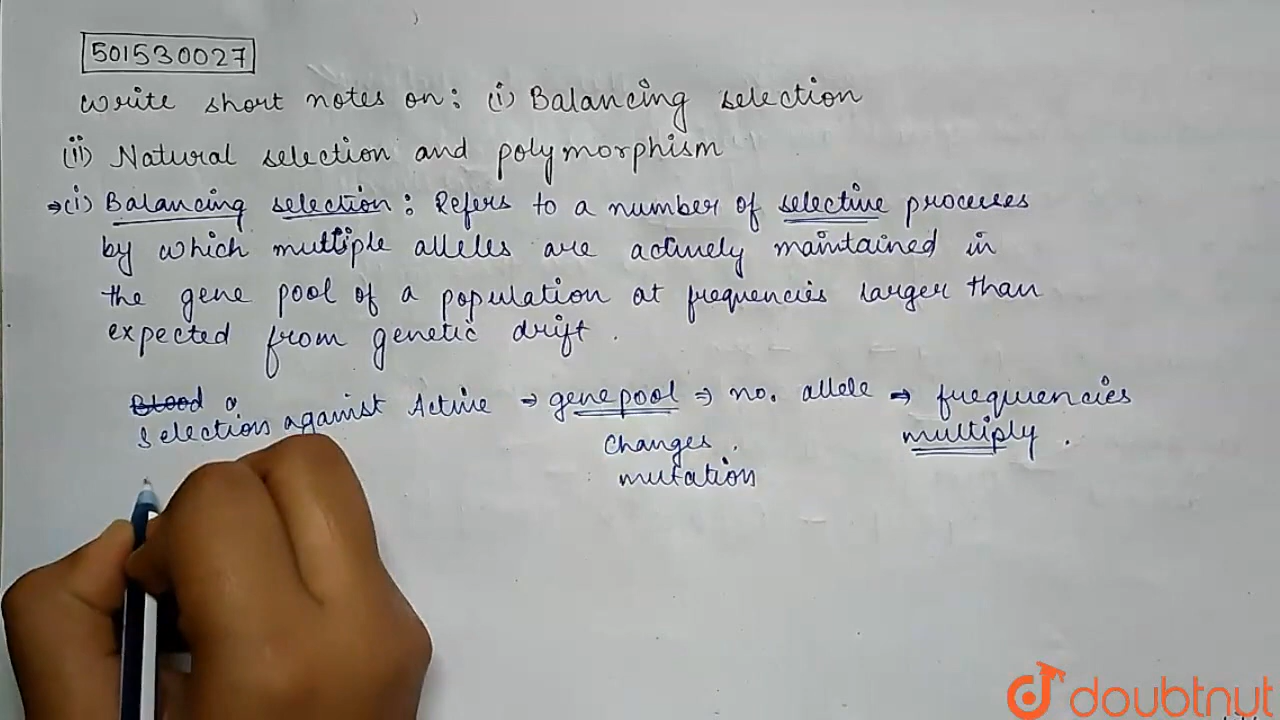 501530027
Write short notes on: (i) Balancing selection
(ii) Natural selection and polymorphism
⇒(i) Balancing selection: Refers to a number of selective processes
by which multiple alleles are actively maintained in
the gene pool of a population at frequencies larger than
expected from genetic drift.
Blood
Selection against Active → gene pool ⇒ no. allele → frequencies
changes. multiply.
mutation
doubtnut